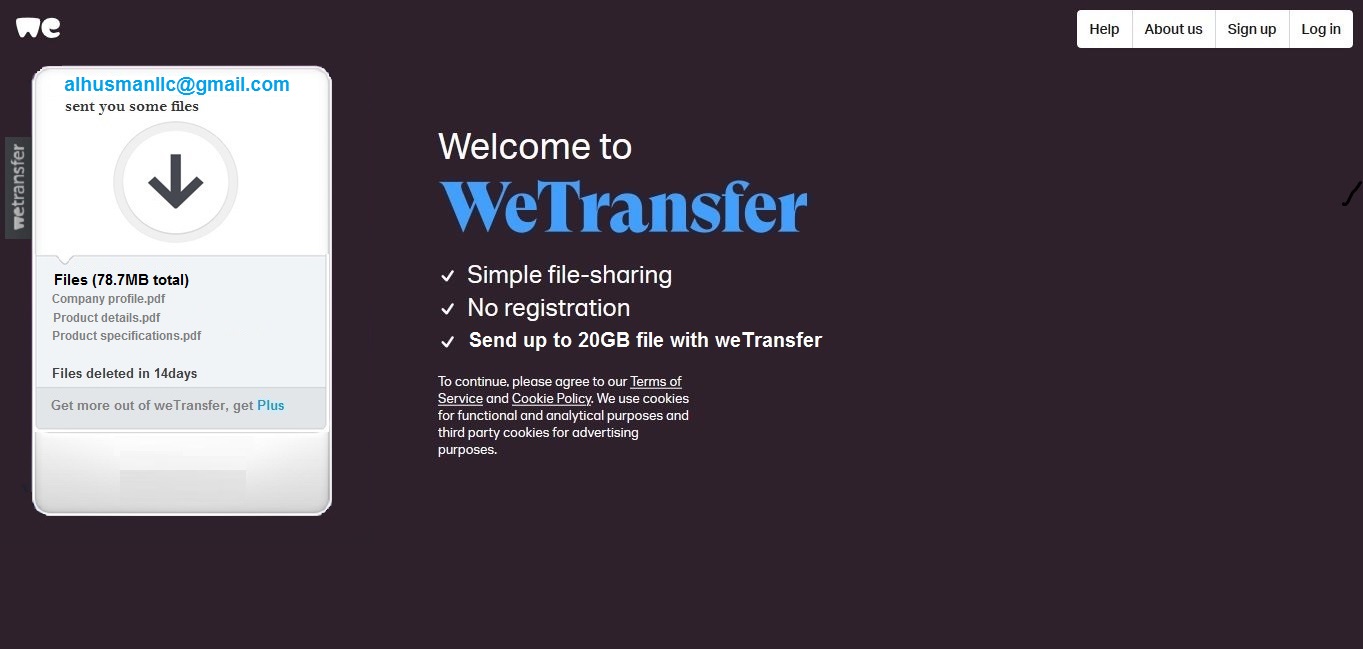 we
Help
About us
Sign up
Log in
alhusmanllc@gmail.com
sent you some files
wetransfer
Files (78.7MB total)
Company profile.pdf
Product details.pdf
Product specifications.pdf
Files deleted in 14days
Get more out of weTransfer, get Plus
Welcome to
WeTransfer
Simple file-sharing
No registration
Send up to 20GB file with weTransfer
To continue, please agree to our Terms of
Service and Cookie Policy. We use cookies
for functional and analytical purposes and
third party cookies for advertising
purposes.